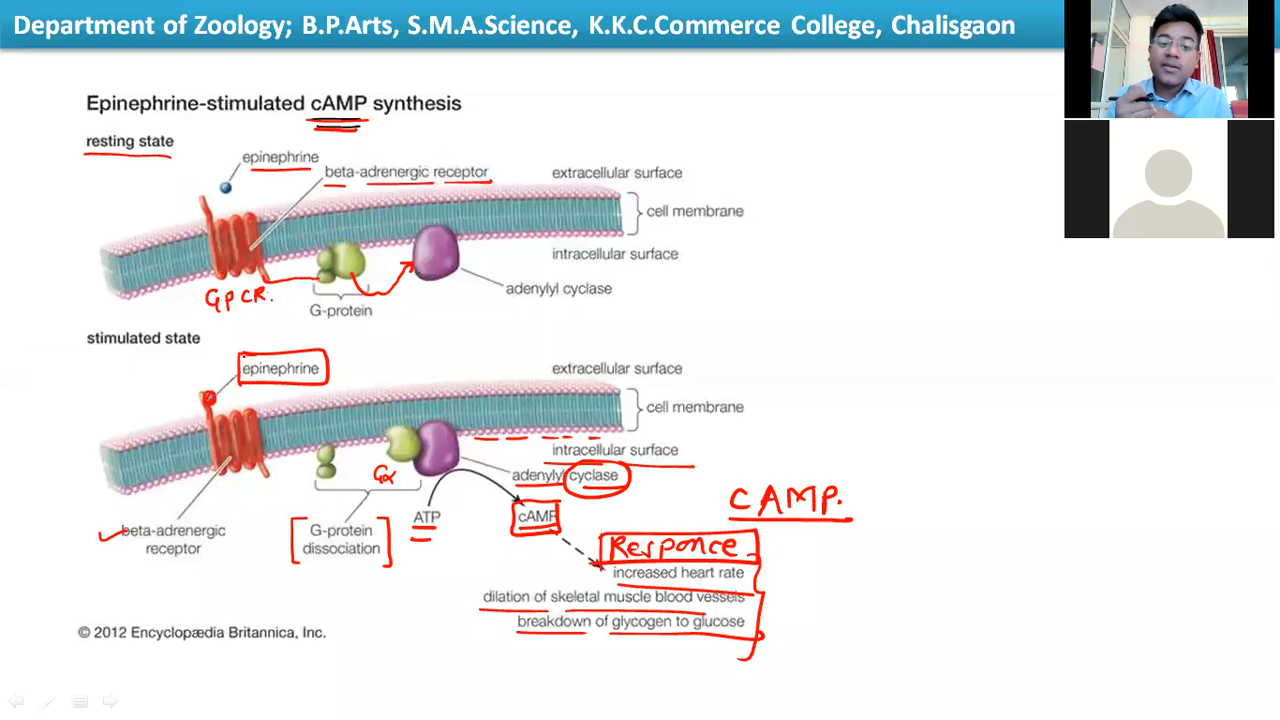 Department of Zoology; B.P.Arts, S.M.A.Science, K.K.C.Commerce College, Chalisgaon
Epinephrine-stimulated cAMP synthesis
resting state
epinephrine
beta-adrenergic receptor
extracellular surface
cell membrane
intracellular surface
GPCR.
adenylyl cyclase
G-protein
stimulated state
epinephrine
extracellular surface
cell membrane
intracellular surface
Gα
adenylyl cyclase
CAMP.
ATP
cAMP
beta-adrenergic
receptor
G-protein
dissociation
Responce
increased heart rate
dilation of skeletal muscle blood vessels
breakdown of glycogen to glucose
© 2012 Encyclopædia Britannica, Inc.